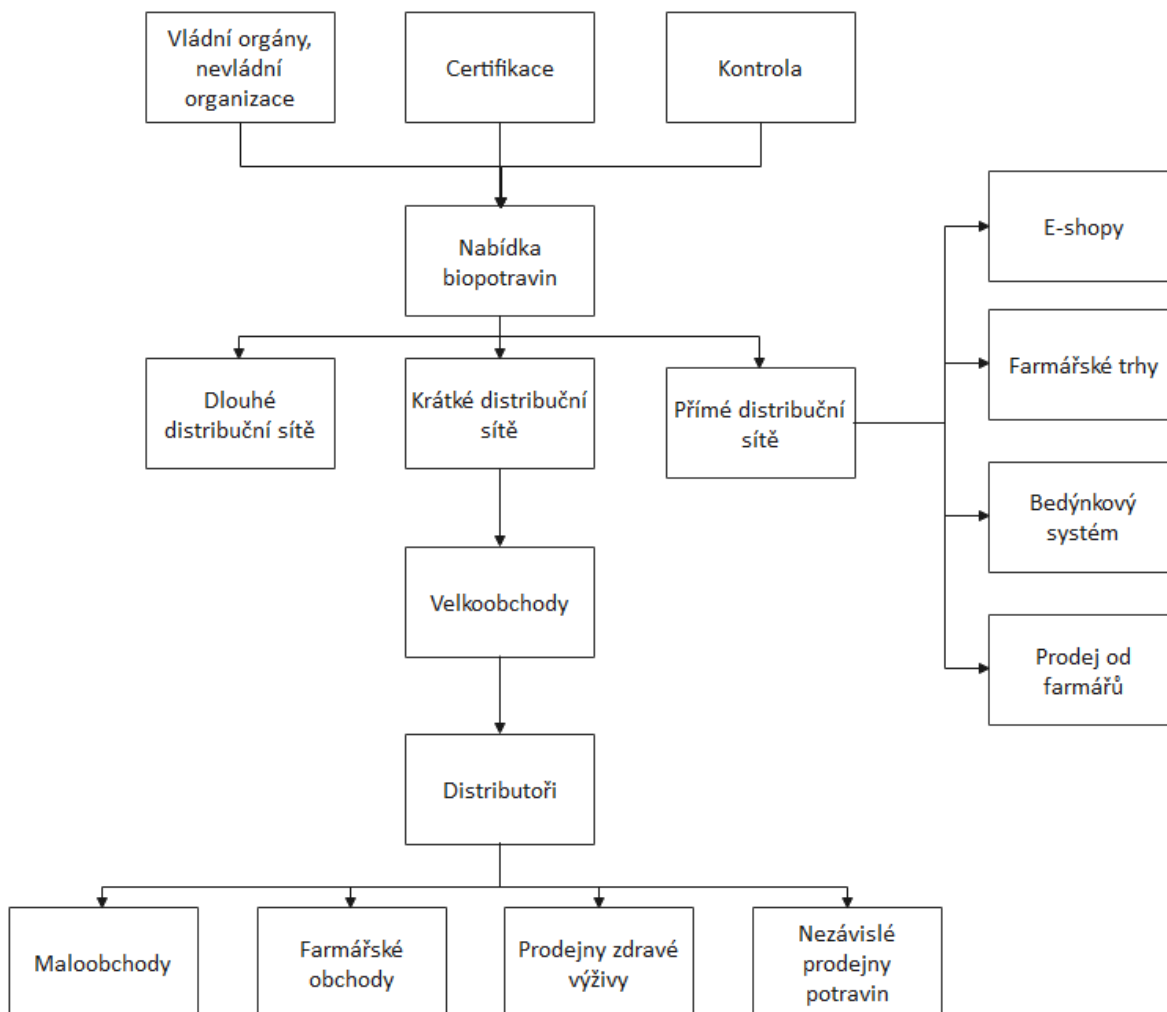 Vládní orgány,
nevládní
organizace
Certifikace
Kontrola
Nabídka
biopotravin
E-shopy
Farmářské trhy
Dlouhé
distribuční sítě
Krátké distribuční
sítě
Přímé distribuční
sítě
Bedýnkový
systém
Velkoobchody
Prodej od
farmářů
Distributoři
Maloobchody
Farmářské
obchody
Prodejny zdravé
výživy
Nezávislé
prodejny
potravin